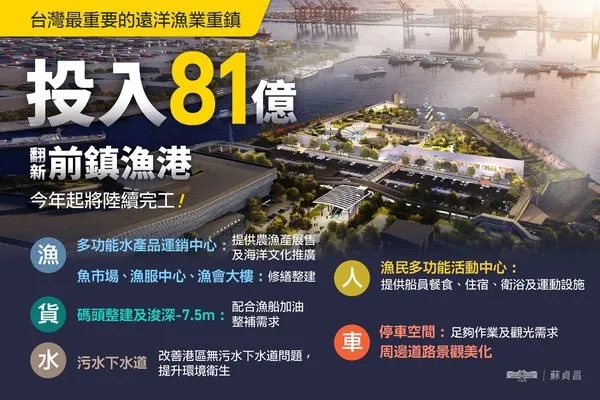 台灣最重要的遠洋漁業重鎮
投入81億
翻新前鎮漁港
今年起將陸續完工！
漁
多功能水產品運銷中心：提供農漁產展售
及海洋文化推廣
魚市場、漁服中心、漁會大樓：修繕整建
貨
碼頭整建及浚深-7.5m：配合漁船加油
整補需求
水
污水下水道
改善港區無污水下水道問題，
提升環境衛生
人
漁民多功能活動中心：
提供船員餐食、住宿、衛浴及運動設施
車
停車空間：足夠作業及觀光需求
周邊道路景觀美化
蘇貞昌